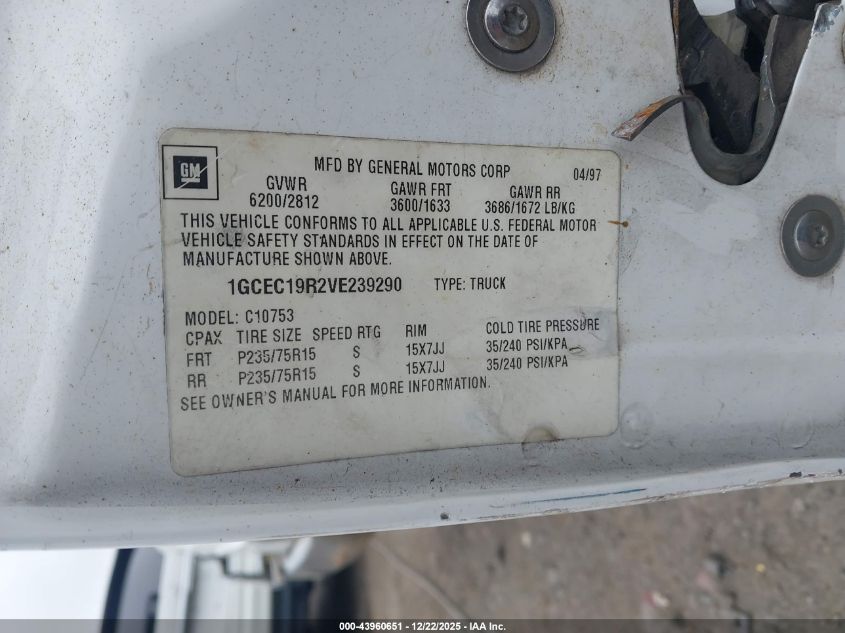 GM
MFD BY GENERAL MOTORS CORP 04/97
GVWR GAWR FRT GAWR RR
6200/2812 3600/1633 3686/1672 LB/KG
THIS VEHICLE CONFORMS TO ALL APPLICABLE U.S. FEDERAL MOTOR
VEHICLE SAFETY STANDARDS IN EFFECT ON THE DATE OF
MANUFACTURE SHOWN ABOVE.
1GCEC19R2VE239290 TYPE: TRUCK
MODEL: C10753
CPAX TIRE SIZE SPEED RTG RIM COLD TIRE PRESSURE
FRT P235/75R15 S 15X7JJ 35/240 PSI/KPA
RR P235/75R15 S 15X7JJ 35/240 PSI/KPA
SEE OWNER'S MANUAL FOR MORE INFORMATION.
000-43960651 - 12/22/2025 - IAA Inc.